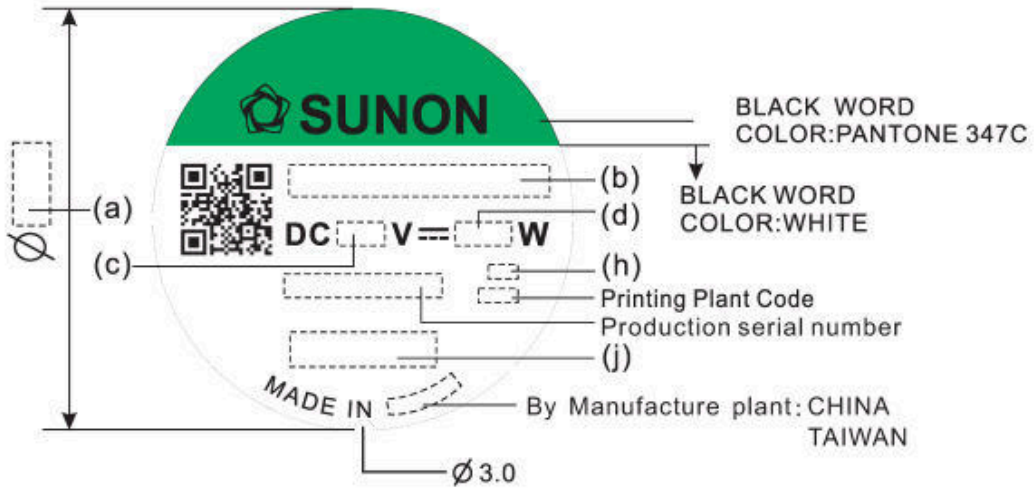 SUNON
BLACK WORD
COLOR:PANTONE 347C
(a)
(b)
BLACK WORD
COLOR:WHITE
(d)
DC V W
Ø
(c)
(h)
Printing Plant Code
Production serial number
(j)
MADE IN
By Manufacture plant: CHINA
TAIWAN
Ø 3.0